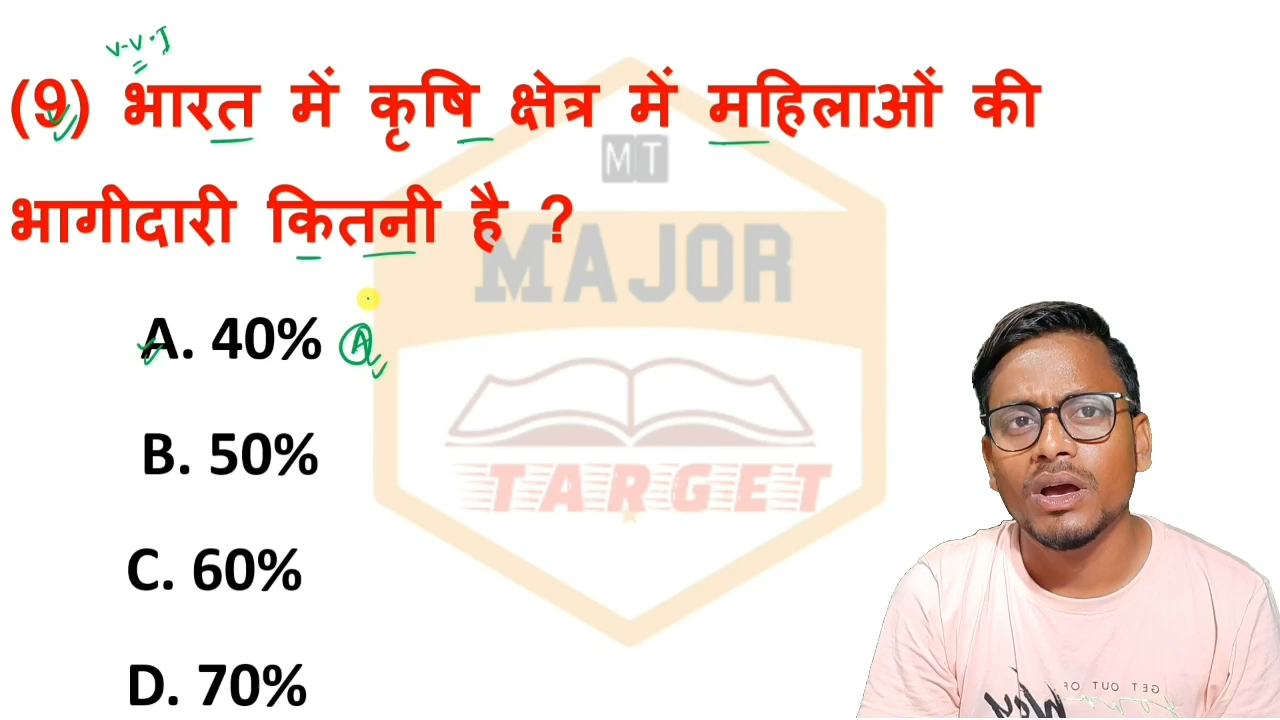 V-V.I
(9) भारत में कृषि क्षेत्र में महिलाओं की
भागीदारी कितनी है ?
A. 40% A
B. 50%
C. 60%
D. 70%
MT
MAJOR
TARGET
GET OUT OF